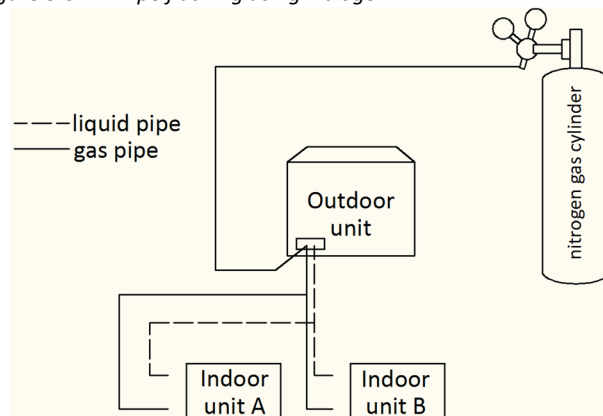 liquid pipe
gas pipe
nitrogen gas cylinder
Outdoor
unit
Indoor
unit A
Indoor
unit B